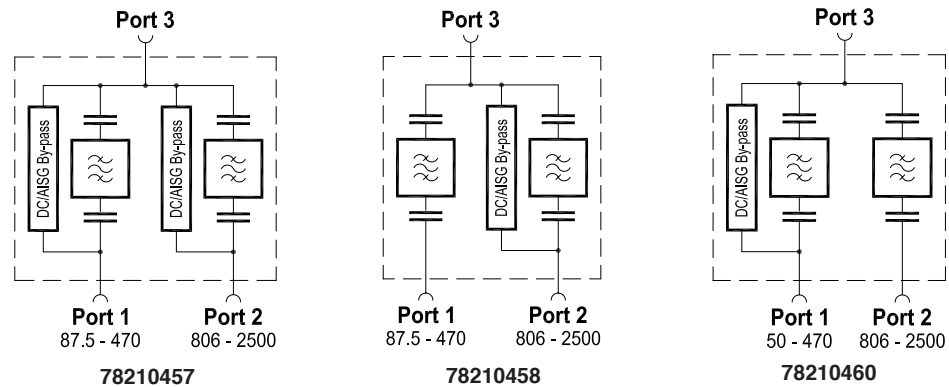 Port 3
DC/AISG By-pass
DC/AISG By-pass
Port 1
87.5 - 470
Port 2
806 - 2500
78210457
Port 3
DC/AISG By-pass
Port 1
87.5 - 470
Port 2
806 - 2500
78210458
Port 3
DC/AISG By-pass
Port 1
50 - 470
Port 2
806 - 2500
78210460